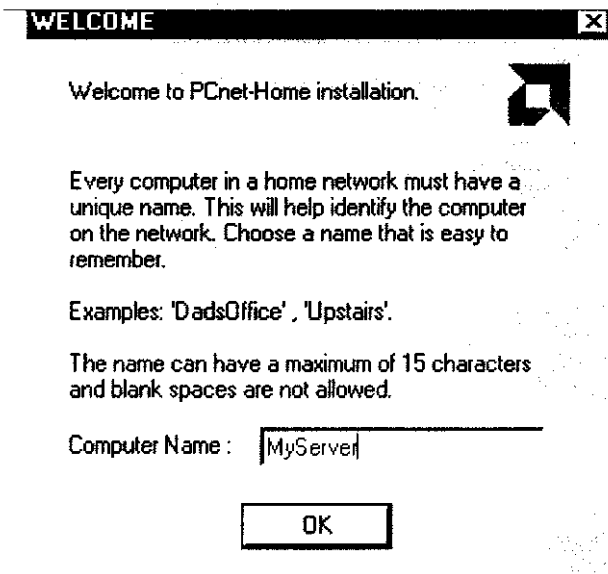 WELCOME
Welcome to PCnet-Home installation.
Every computer in a home network must have a
unique name. This will help identify the computer
on the network. Choose a name that is easy to
remember.
Examples: 'DadsOffice' , 'Upstairs'.
The name can have a maximum of 15 characters
and blank spaces are not allowed.
Computer Name : MyServer
OK